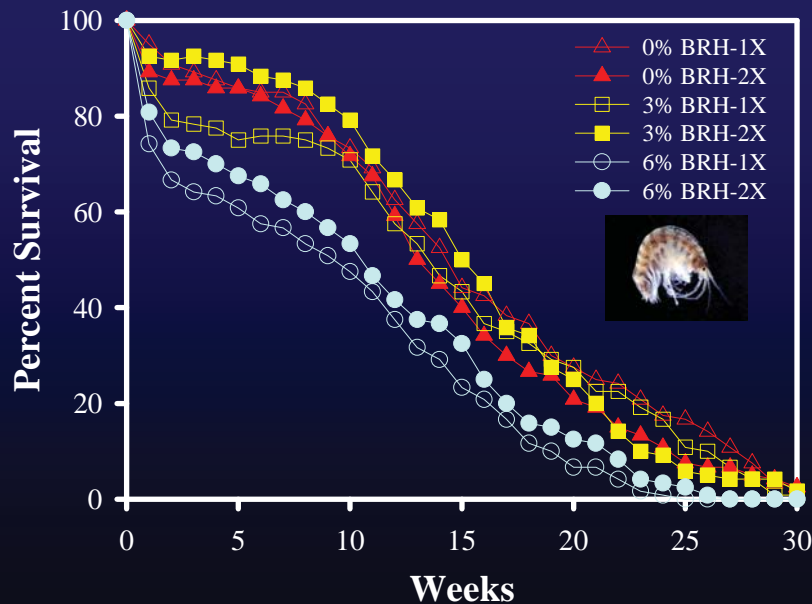 100
80
60
40
20
0
Percent Survival
0% BRH-1X
0% BRH-2X
3% BRH-1X
3% BRH-2X
6% BRH-1X
6% BRH-2X
0 5 10 15 20 25 30
Weeks